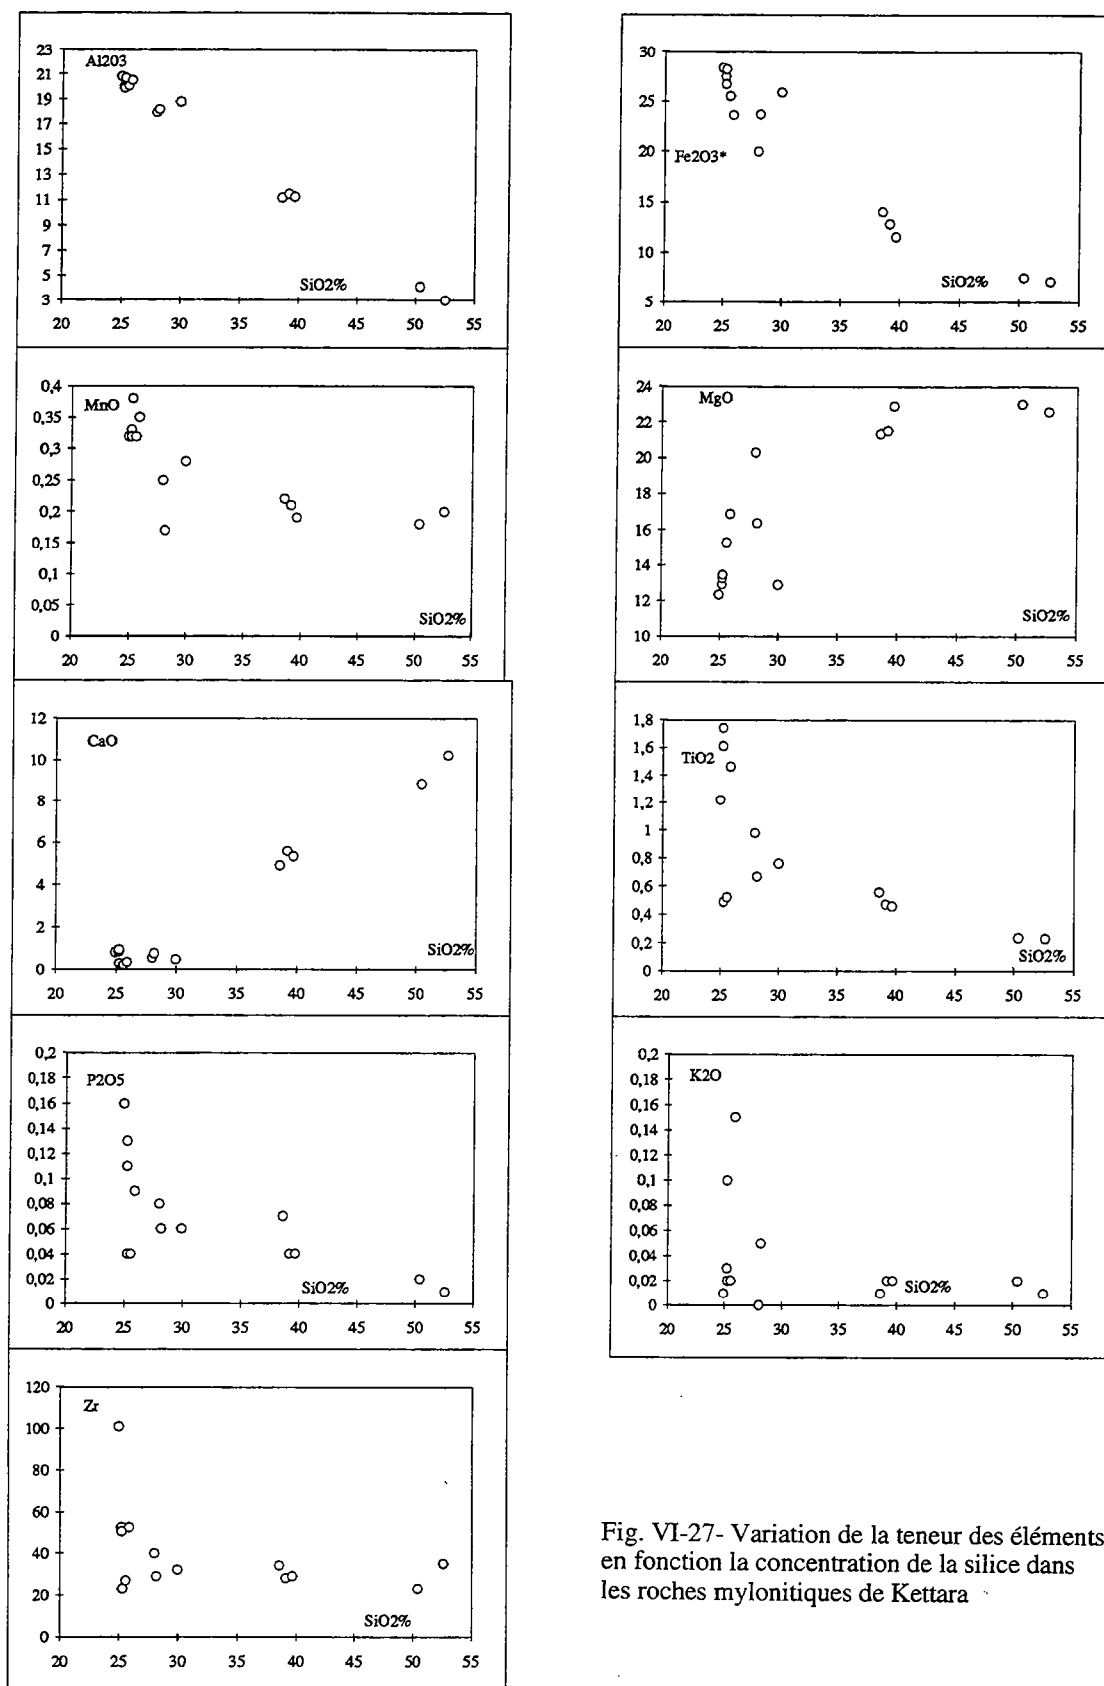 Al203
23
21
19
17
15
13
11
9
7
5
3
SiO2%
20 25 30 35 40 45 50 55
30
25
20
15
10
5
Fe2O3*
SiO2%
20 25 30 35 40 45 50 55
0,4
0,35
0,3
0,25
0,2
0,15
0,1
0,05
0
MnO
SiO2%
20 25 30 35 40 45 50 55
24
22
20
18
16
14
12
10
MgO
SiO2%
20 25 30 35 40 45 50 55
12
10
8
6
4
2
0
CaO
SiO2%
20 25 30 35 40 45 50 55
1,8
1,6
1,4
1,2
1
0,8
0,6
0,4
0,2
0
TiO2
SiO2%
20 25 30 35 40 45 50 55
0,2
0,18
0,16
0,14
0,12
0,1
0,08
0,06
0,04
0,02
0
P2O5
SiO2%
20 25 30 35 40 45 50 55
0,2
0,18
0,16
0,14
0,12
0,1
0,08
0,06
0,04
0,02
0
K2O
SiO2%
20 25 30 35 40 45 50 55
120
100
80
60
40
20
0
Zr
SiO2%
20 25 30 35 40 45 50 55
Fig. VI-27- Variation de la teneur des éléments
en fonction la concentration de la silice dans
les roches mylonitiques de Kettara